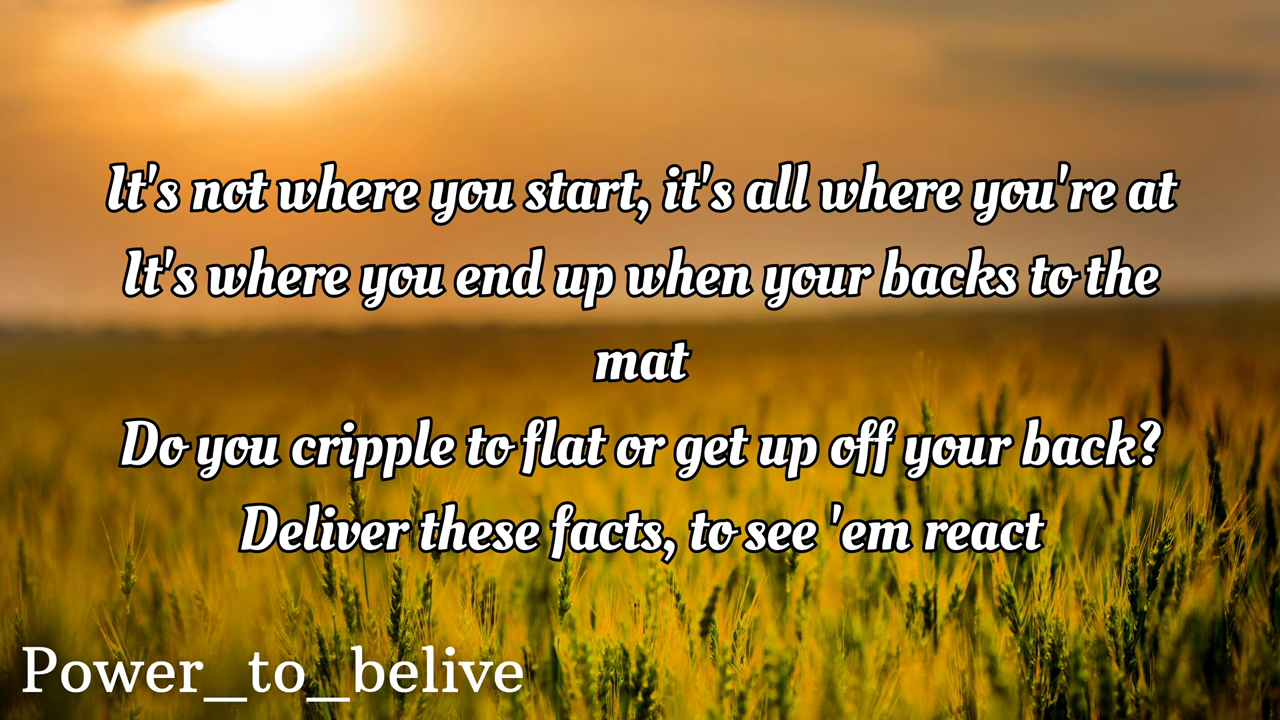 It's not where you start, it's all where you're at
It's where you end up when your backs to the
mat
Do you cripple to flat or get up off your back?
Deliver these facts, to see 'em react
Power_to_belive